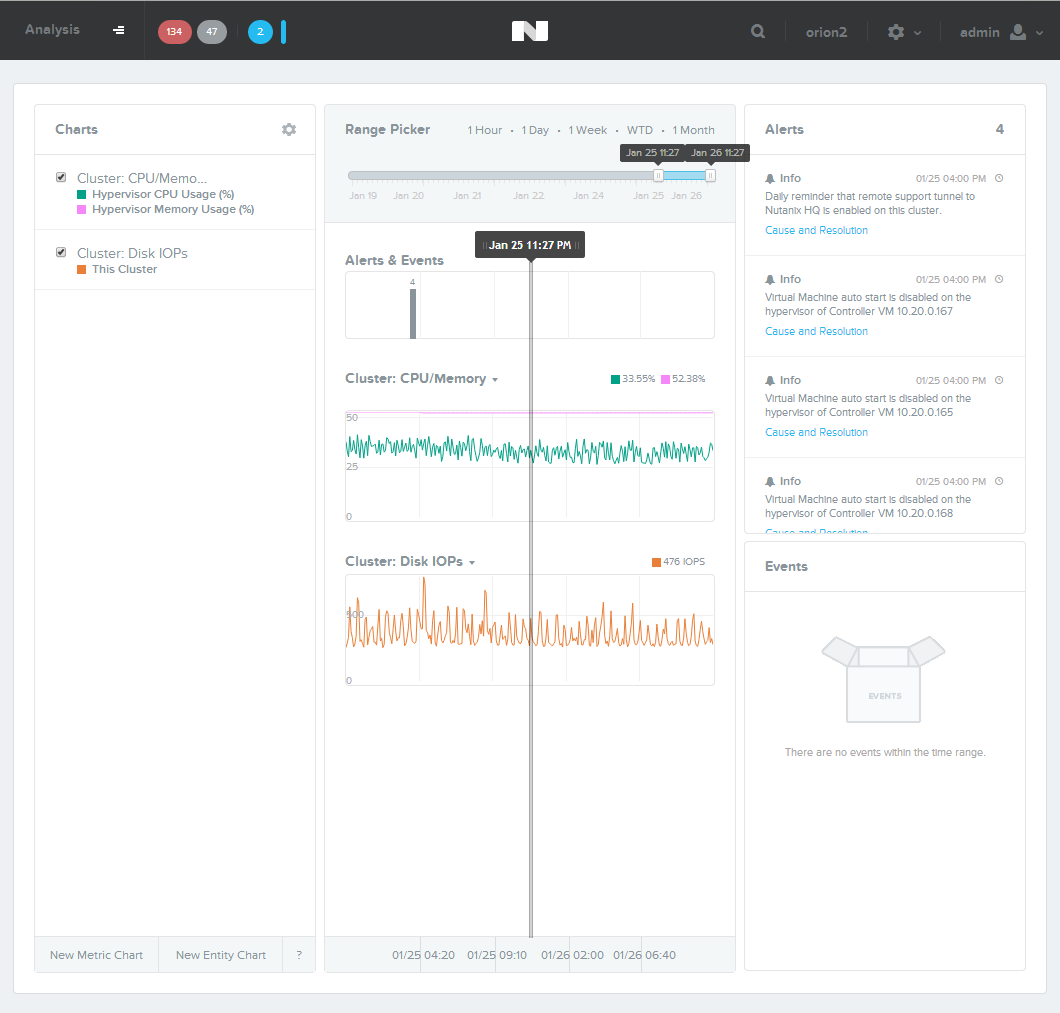 Analysis
134
47
2
orion2
admin
Charts
Cluster: CPU/Memo...
Hypervisor CPU Usage (%)
Hypervisor Memory Usage (%)
Cluster: Disk IOPs
This Cluster
New Metric Chart
New Entity Chart
?
Range Picker
1 Hour · 1 Day · 1 Week · WTD · 1 Month
Jan 25 11:27
Jan 26 11:27
Jan 19 Jan 20 Jan 21 Jan 22 Jan 24 Jan 25 Jan 26
Jan 25 11:27 PM
Alerts & Events
4
Cluster: CPU/Memory
33.55% 52.38%
50
25
0
Cluster: Disk IOPs
476 IOPS
500
0
01/25 04:20 01/25 09:10 01/26 02:00 01/26 06:40
Alerts 4
Info 01/25 04:00 PM
Daily reminder that remote support tunnel to
Nutanix HQ is enabled on this cluster.
Cause and Resolution
Info 01/25 04:00 PM
Virtual Machine auto start is disabled on the
hypervisor of Controller VM 10.20.0.167
Cause and Resolution
Info 01/25 04:00 PM
Virtual Machine auto start is disabled on the
hypervisor of Controller VM 10.20.0.165
Cause and Resolution
Info 01/25 04:00 PM
Virtual Machine auto start is disabled on the
hypervisor of Controller VM 10.20.0.168
Cause and Resolution
Events
EVENTS
There are no events within the time range.